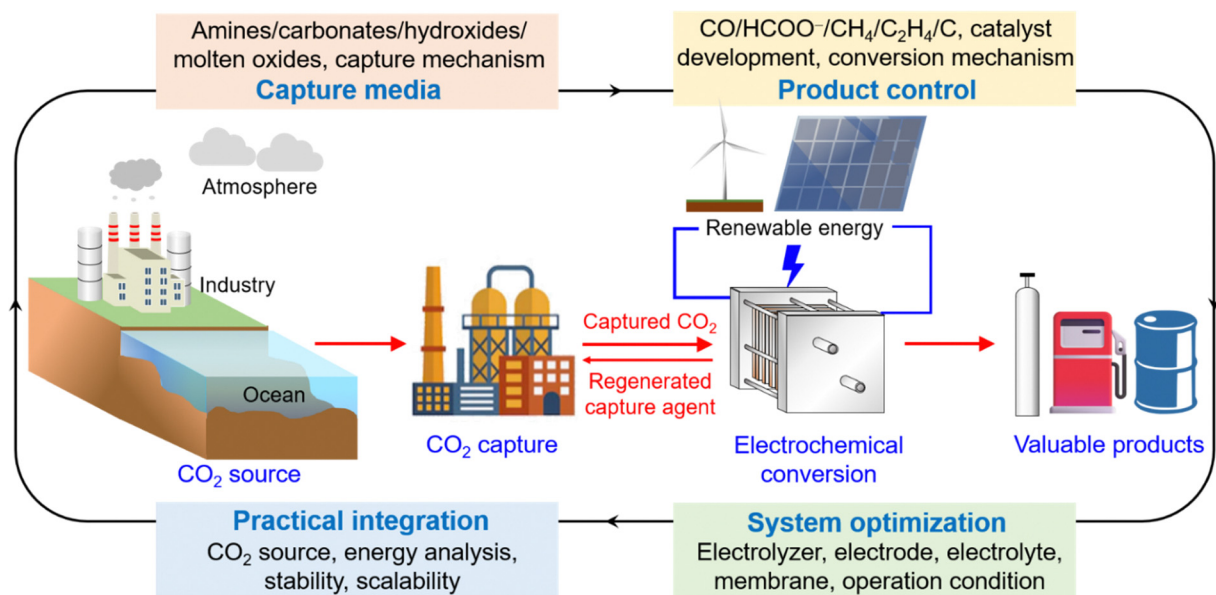 Amines/carbonates/hydroxides/
molten oxides, capture mechanism
Capture media
CO/HCOO⁻/CH₄/C₂H₄/C, catalyst
development, conversion mechanism
Product control
Atmosphere
Industry
Ocean
CO₂ source
CO₂ capture
Captured CO₂
Regenerated
capture agent
Renewable energy
Electrochemical
conversion
Valuable products
Practical integration
CO₂ source, energy analysis,
stability, scalability
System optimization
Electrolyzer, electrode, electrolyte,
membrane, operation condition